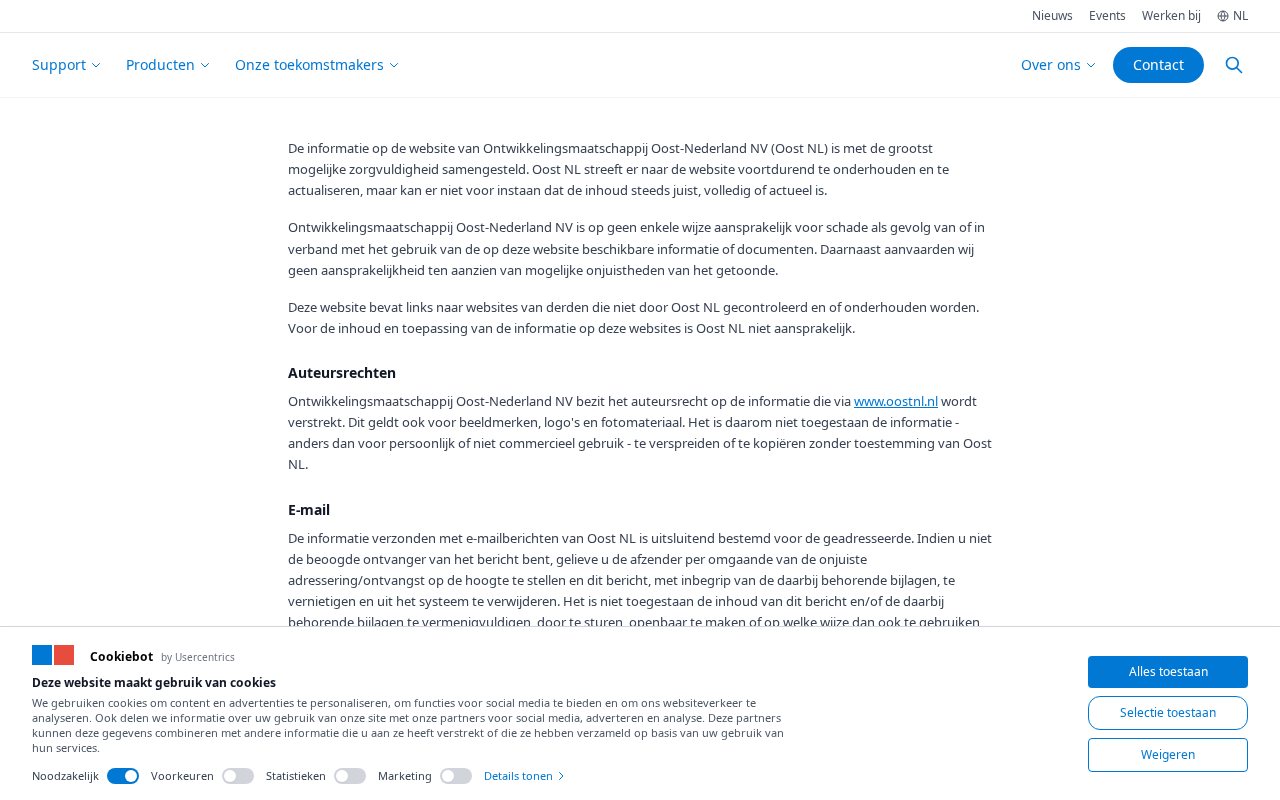 Nieuws Events Werken bij NL
Support Producten Onze toekomstmakers Over ons Contact
De informatie op de website van Ontwikkelingsmaatschappij Oost-Nederland NV (Oost NL) is met de grootst
mogelijke zorgvuldigheid samengesteld. Oost NL streeft er naar de website voortdurend te onderhouden en te
actualiseren, maar kan er niet voor instaan dat de inhoud steeds juist, volledig of actueel is.
Ontwikkelingsmaatschappij Oost-Nederland NV is op geen enkele wijze aansprakelijk voor schade als gevolg van of in
verband met het gebruik van de op deze website beschikbare informatie of documenten. Daarnaast aanvaarden wij
geen aansprakelijkheid ten aanzien van mogelijke onjuistheden van het getoonde.
Deze website bevat links naar websites van derden die niet door Oost NL gecontroleerd en of onderhouden worden.
Voor de inhoud en toepassing van de informatie op deze websites is Oost NL niet aansprakelijk.
Auteursrechten
Ontwikkelingsmaatschappij Oost-Nederland NV bezit het auteursrecht op de informatie die via www.oostnl.nl wordt
verstrekt. Dit geldt ook voor beeldmerken, logo's en fotomateriaal. Het is daarom niet toegestaan de informatie -
anders dan voor persoonlijk of niet commercieel gebruik - te verspreiden of te kopiëren zonder toestemming van Oost
NL.
E-mail
De informatie verzonden met e-mailberichten van Oost NL is uitsluitend bestemd voor de geadresseerde. Indien u niet
de beoogde ontvanger van het bericht bent, gelieve u de afzender per omgaande van de onjuiste
adressering/ontvangst op de hoogte te stellen en dit bericht, met inbegrip van de daarbij behorende bijlagen, te
vernietigen en uit het systeem te verwijderen. Het is niet toegestaan de inhoud van dit bericht en/of de daarbij
behorende bijlagen te vermenigvuldigen, door te sturen, openbaar te maken of op welke wijze dan ook te gebruiken
Cookiebot by Usercentrics
Deze website maakt gebruik van cookies
We gebruiken cookies om content en advertenties te personaliseren, om functies voor social media te bieden en om ons websiteverkeer te
analyseren. Ook delen we informatie over uw gebruik van onze site met onze partners voor social media, adverteren en analyse. Deze partners
kunnen deze gegevens combineren met andere informatie die u aan ze heeft verstrekt of die ze hebben verzameld op basis van uw gebruik van
hun services.
Noodzakelijk Voorkeuren Statistieken Marketing Details tonen
Alles toestaan
Selectie toestaan
Weigeren